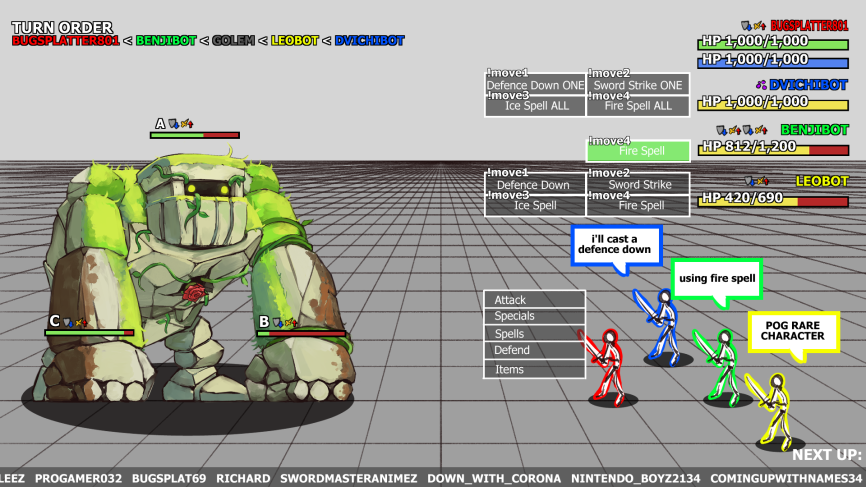 TURN ORDER
BUGSPLATTER801 < BENJIBOT < GOLEM < LEOBOT < DVICHIBOT
BUGSPLATTER801
HP 1,000/1,000
HP 1,000/1,000
DVICHIBOT
HP 1,000/1,000
!move1 !move2
Defence Down ONE Sword Strike ONE
!move3 !move4
Ice Spell ALL Fire Spell ALL
A
BENJIBOT
HP 812/1,200
!move4
Fire Spell
LEOBOT
HP 420/690
!move1 !move2
Defence Down Sword Strike
!move3 !move4
Ice Spell Fire Spell
i'll cast a
defence down
using fire spell
POG RARE
CHARACTER
C
B
Attack
Specials
Spells
Defend
Items
NEXT UP:
LEEZ PROGAMER032 BUGSPLAT69 RICHARD SWORDMASTERANIMEZ DOWN_WITH_CORONA NINTENDO_BOYZ2134 COMINGUPWITHNAMES34